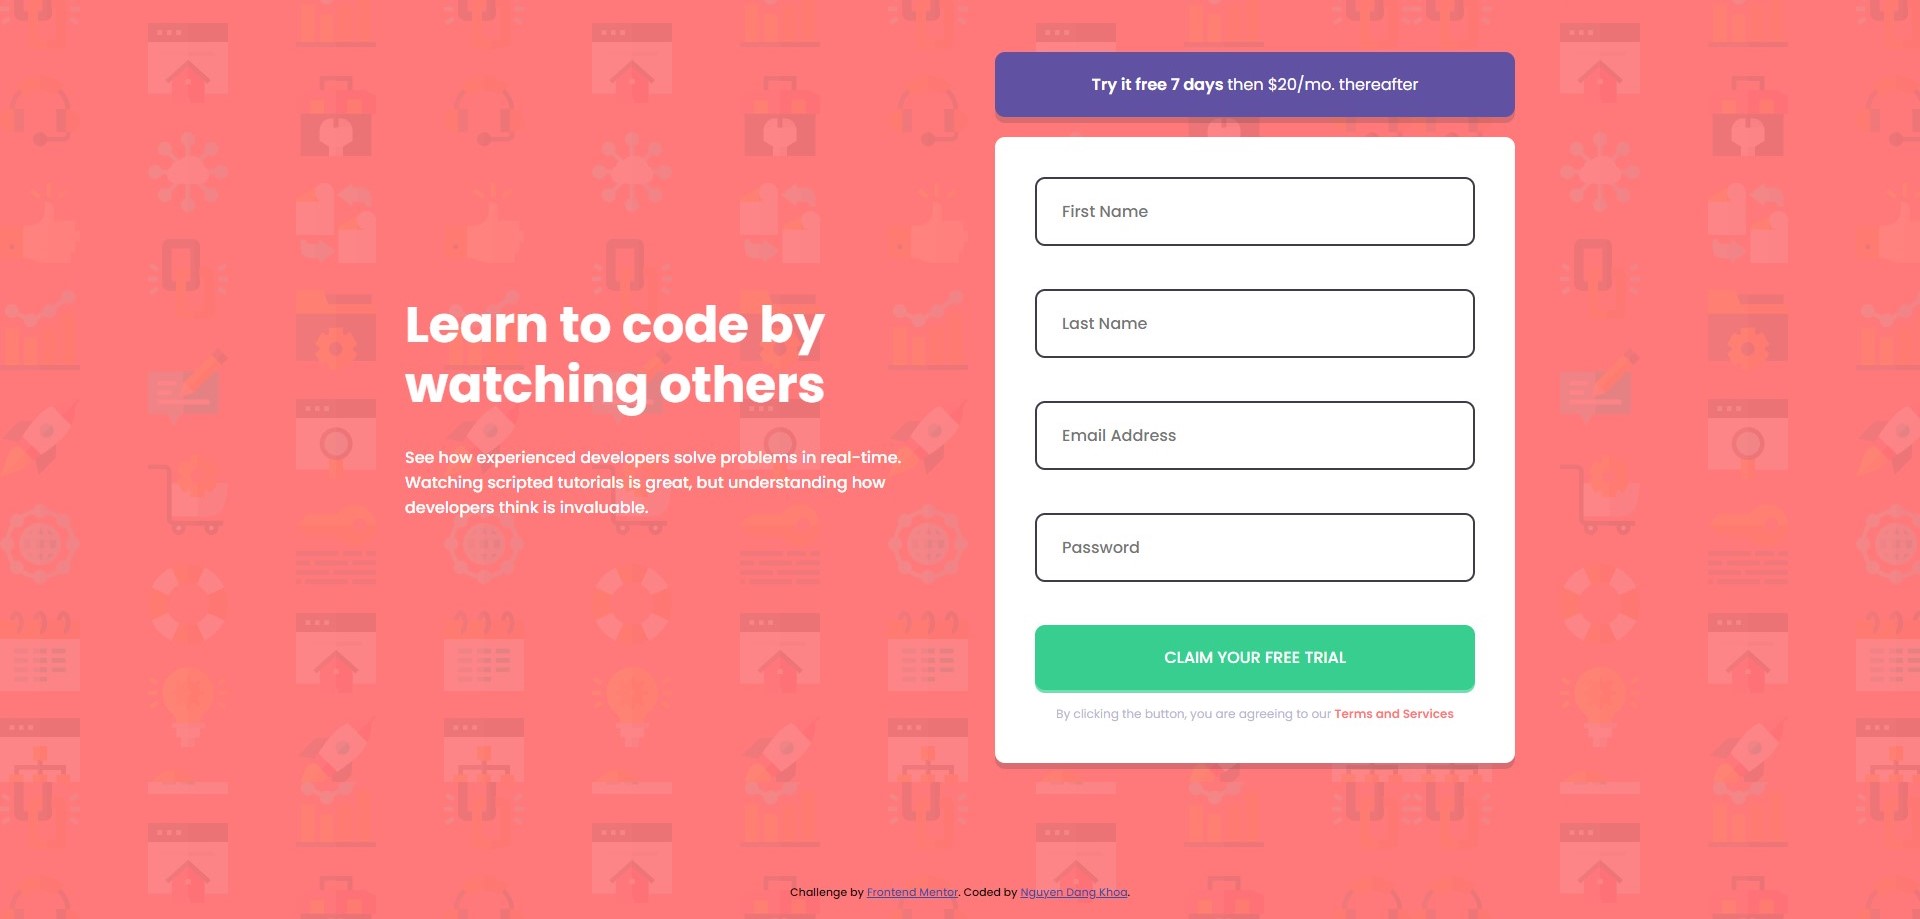 Learn to code by
watching others
See how experienced developers solve problems in real-time.
Watching scripted tutorials is great, but understanding how
developers think is invaluable.
Try it free 7 days then $20/mo. thereafter
First Name
Last Name
Email Address
Password
CLAIM YOUR FREE TRIAL
By clicking the button, you are agreeing to our Terms and Services
Challenge by Frontend Mentor. Coded by Nguyen Dang Khoa.